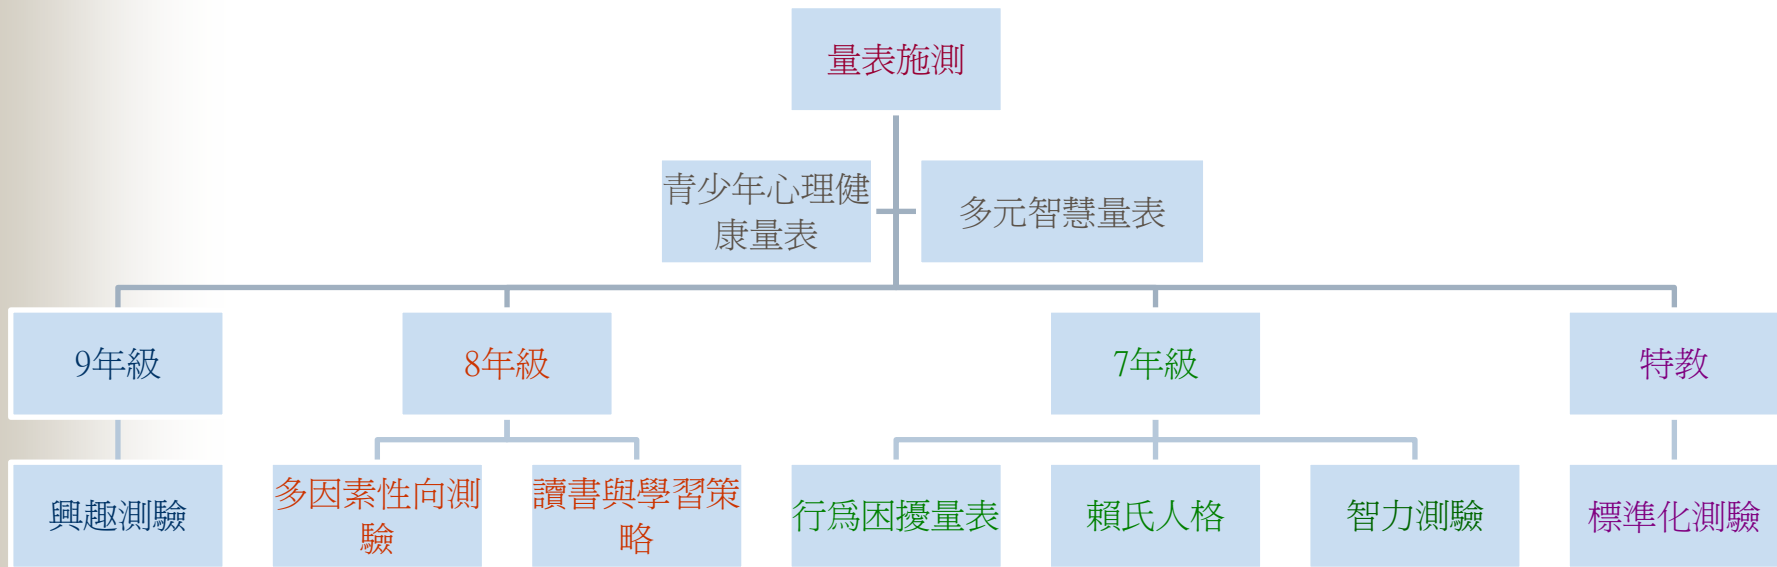 量表施測
青少年心理健
康量表
多元智慧量表
9年級
8年級
7年級
特教
興趣測驗
多因素性向測
驗
讀書與學習策
略
行為困擾量表
賴氏人格
智力測驗
標準化測驗